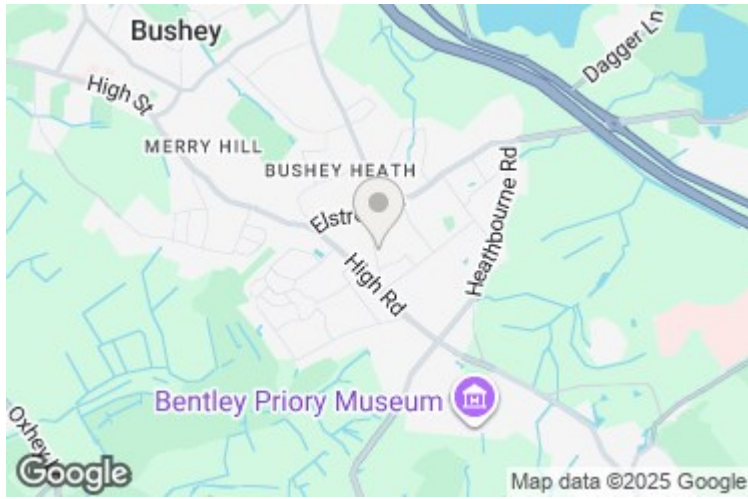 Bushey
Dagger Ln
High St
MERRY HILL
BUSHEY HEATH
Heathbourne Rd
High Rd
Bentley Priory Museum
Google
Map data ©2025 Google